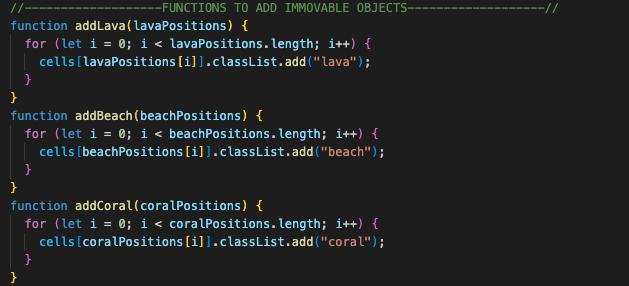 //-------------------FUNCTIONS TO ADD IMMOVABLE OBJECTS-------------------//
function addLava(lavaPositions) {
  for (let i = 0; i < lavaPositions.length; i++) {
    cells[lavaPositions[i]].classList.add("lava");
  }
}
function addBeach(beachPositions) {
  for (let i = 0; i < beachPositions.length; i++) {
    cells[beachPositions[i]].classList.add("beach");
  }
}
function addCoral(coralPositions) {
  for (let i = 0; i < coralPositions.length; i++) {
    cells[coralPositions[i]].classList.add("coral");
  }
}